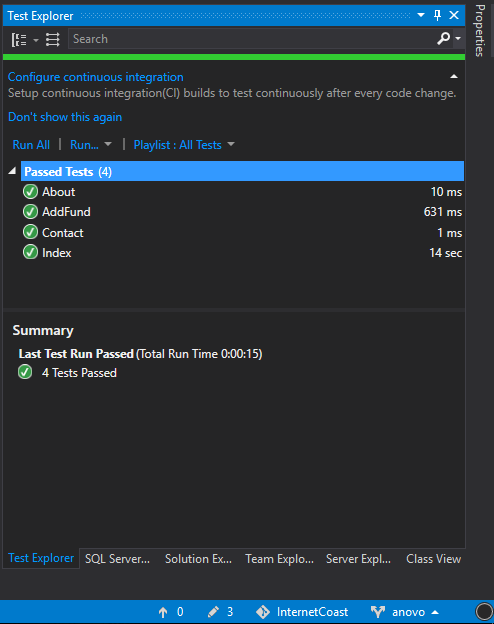 Test Explorer
Properties
Search
Configure continuous integration
Setup continuous integration(CI) builds to test continuously after every code change.
Don't show this again
Run All | Run... | Playlist : All Tests
Passed Tests (4)
About 10 ms
AddFund 631 ms
Contact 1 ms
Index 14 sec
Summary
Last Test Run Passed (Total Run Time 0:00:15)
4 Tests Passed
Test Explorer SQL Server... Solution Ex... Team Explo... Server Expl... Class View
0 3 InternetCoast anovo